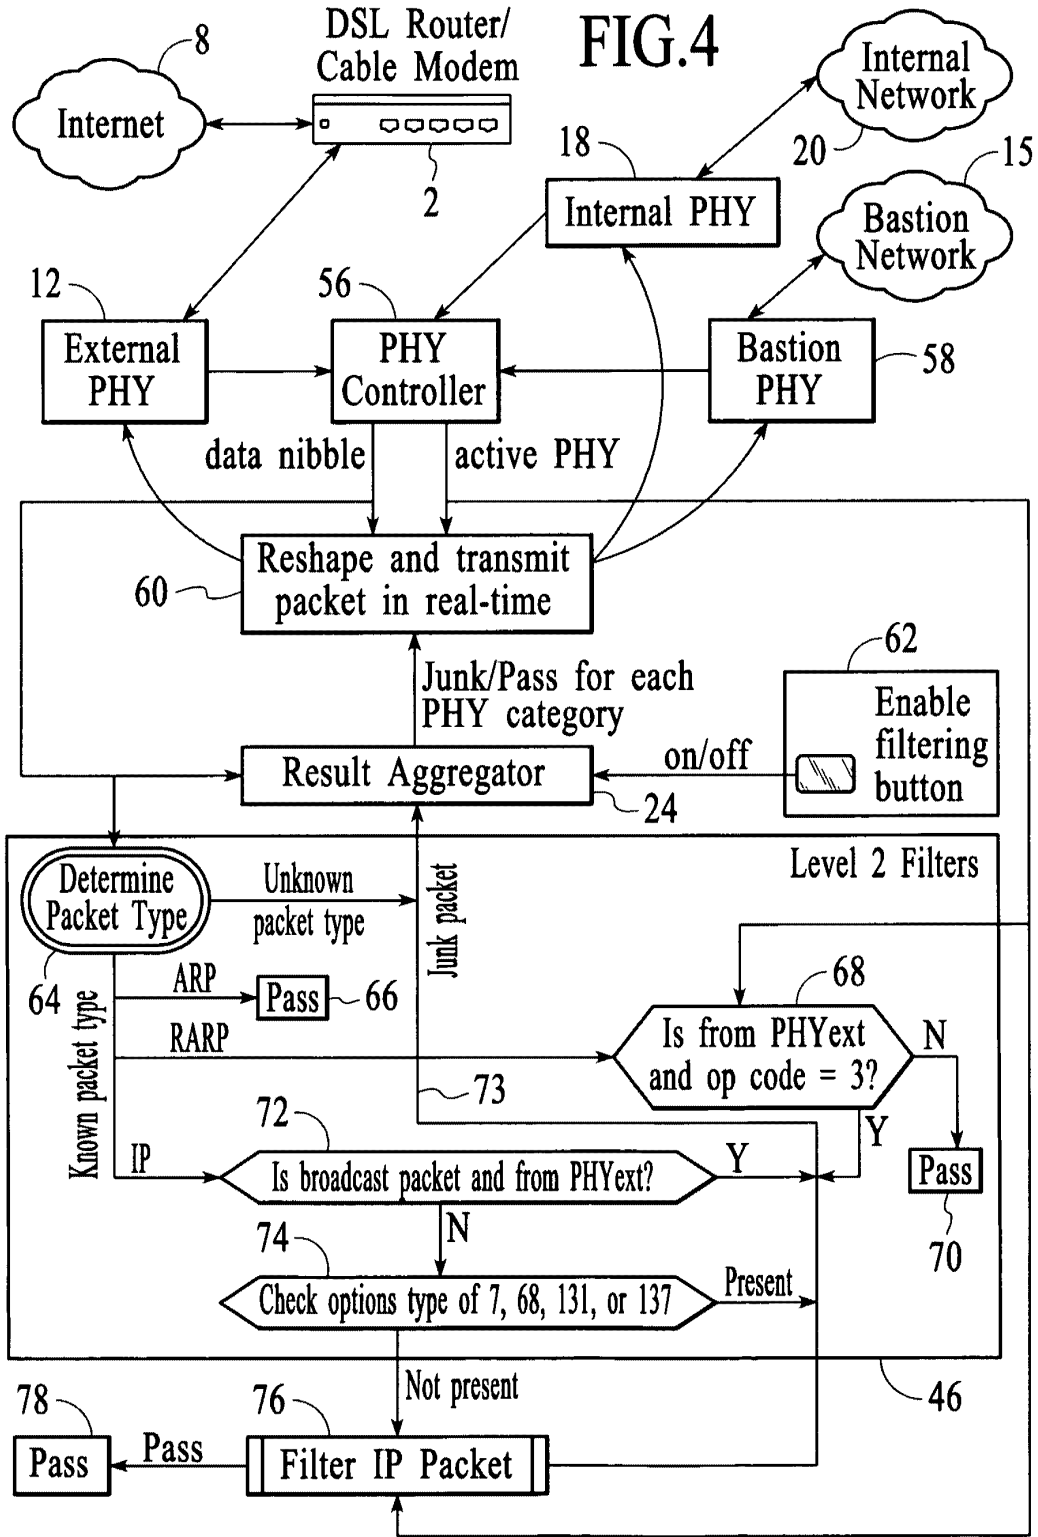 FIG.4
8
Internet
DSL Router/
Cable Modem
2
Internal
Network
20
18
Internal PHY
15
Bastion
Network
12
External
PHY
56
PHY
Controller
Bastion
PHY
58
data nibble
active PHY
Reshape and transmit
packet in real-time
60
Junk/Pass for each
PHY category
62
Enable
filtering
button
on/off
Result Aggregator
24
Level 2 Filters
Determine
Packet Type
64
Unknown
packet type
Junk packet
Known packet type
ARP
Pass
66
RARP
68
Is from PHYext
and op code = 3?
N
Y
73
Pass
70
72
IP
Is broadcast packet and from PHYext?
Y
N
74
Check options type of 7, 68, 131, or 137
Present
46
Not present
78
Pass
Pass
76
Filter IP Packet